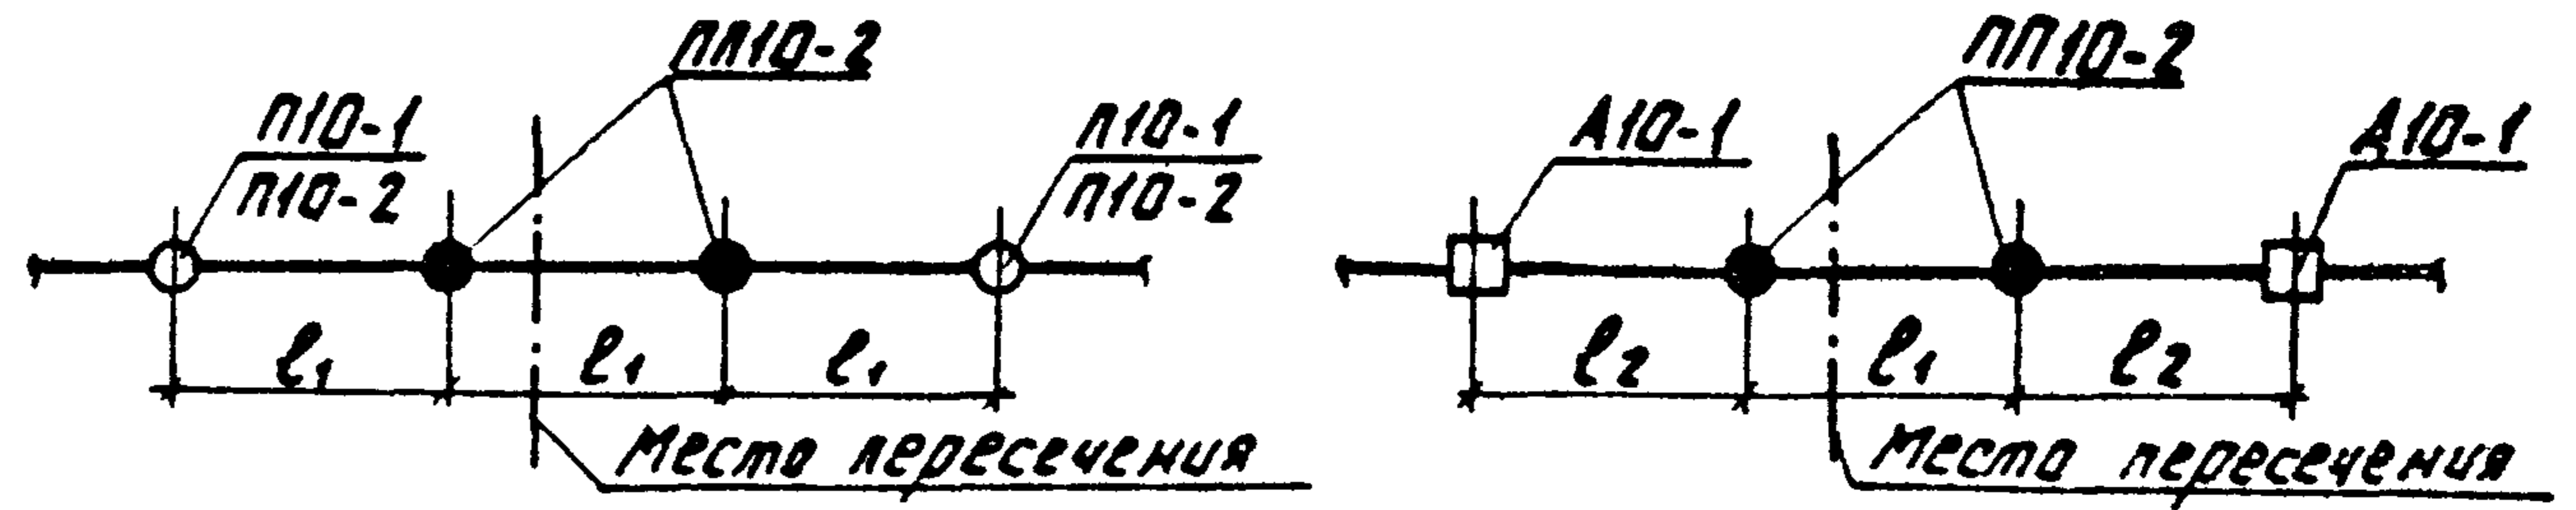 ПП10-2
П10-1
П10-2
П10-1
П10-2
ℓ1 ℓ1 ℓ1
Место пересечения
ПП10-2
А10-1
А10-1
ℓ2 ℓ1 ℓ2
Место пересечения